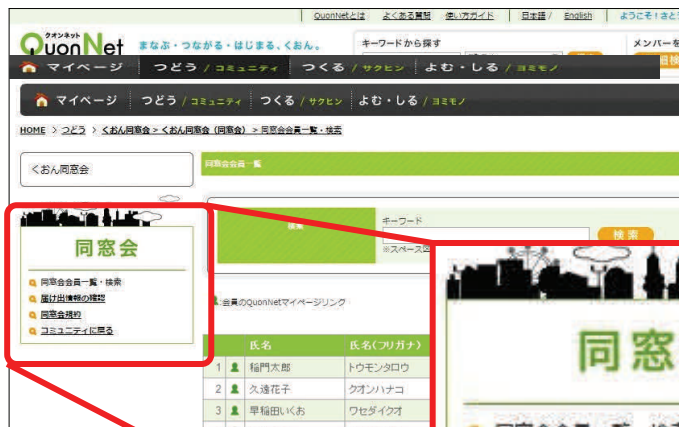 QuonNetとは よくある質問 使い方ガイド 日本語/ English ようこそ!さとう
クオンネット
QuonNet まなぶ・つながる・はじまる、くおん。 キーワードから探す メンバーを
マイページ つどう / コミュニティ つくる / サクヒン よむ・しる / ヨミモノ
マイページ つどう / コミュニティ つくる / サクヒン よむ・しる / ヨミモノ
HOME > つどう > くおん同窓会 > くおん同窓会 (同窓会) > 同窓会会員一覧・検索
くおん同窓会
同窓会会員一覧
同窓会
同窓会会員一覧・検索
届け出情報の確認
同窓会規約
コミュニティに戻る
検索 キーワード
検索
※スペース区
:会員のQuonNetマイページリンク
氏名 氏名(フリガナ)
1 稲門太郎 トウモンタロウ
2 久遠花子 クオンハナコ
3 早稲田いくお ワセダイクオ
同窓